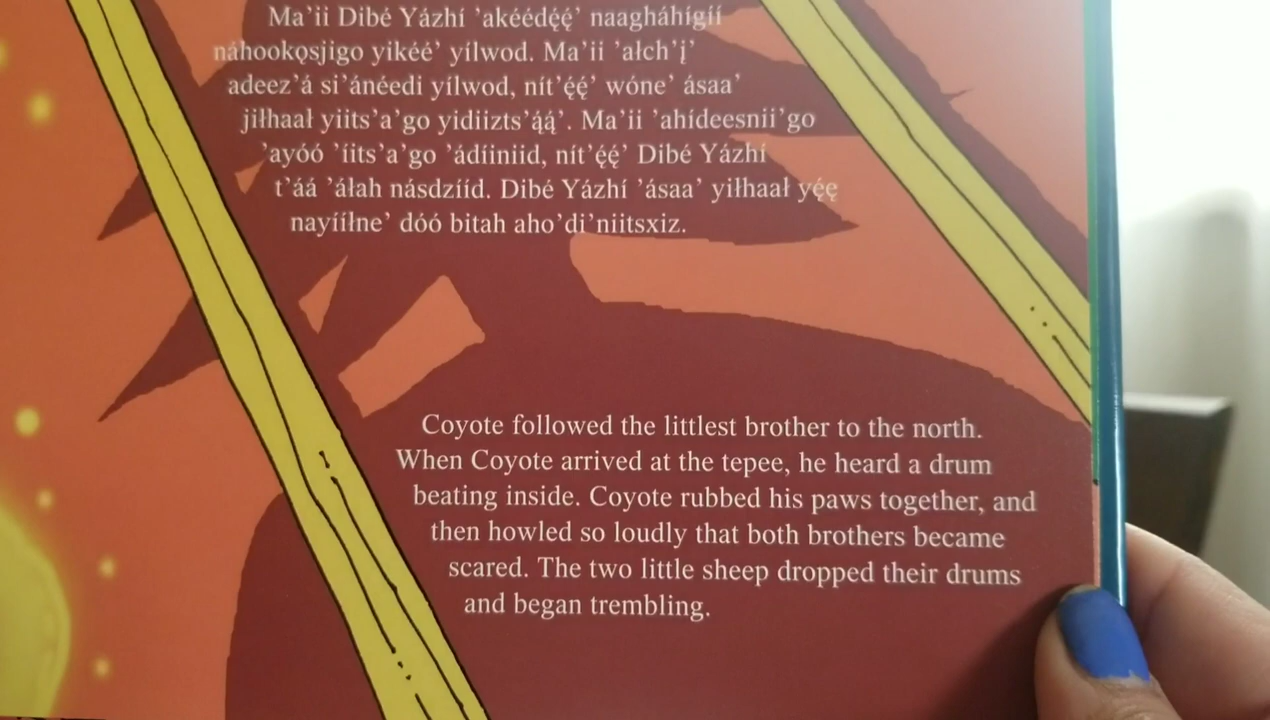 Ma'ii Dibé Yázhí 'akéédę́ę́' naagháhígíí
náhookǫsjigo yikéé' yílwod. Ma'ii 'ałch'į'
adeez'á si'ánéedi yílwod, nít'ę́ę́' wóne' ásaa'
jiłhaał yiits'a'go yidiizts'ą́ą́'. Ma'ii 'ahídeesnii'go
'ayóó 'íits'a'go 'ádíiniid, nít'ę́ę́' Dibé Yázhí
t'áá 'áłah násdzííd. Dibé Yázhí 'ásaa' yiłhaał yę́ę
nayííłne' dóó bitah aho'di'niitsxiz.
Coyote followed the littlest brother to the north.
When Coyote arrived at the tepee, he heard a drum
beating inside. Coyote rubbed his paws together, and
then howled so loudly that both brothers became
scared. The two little sheep dropped their drums
and began trembling.